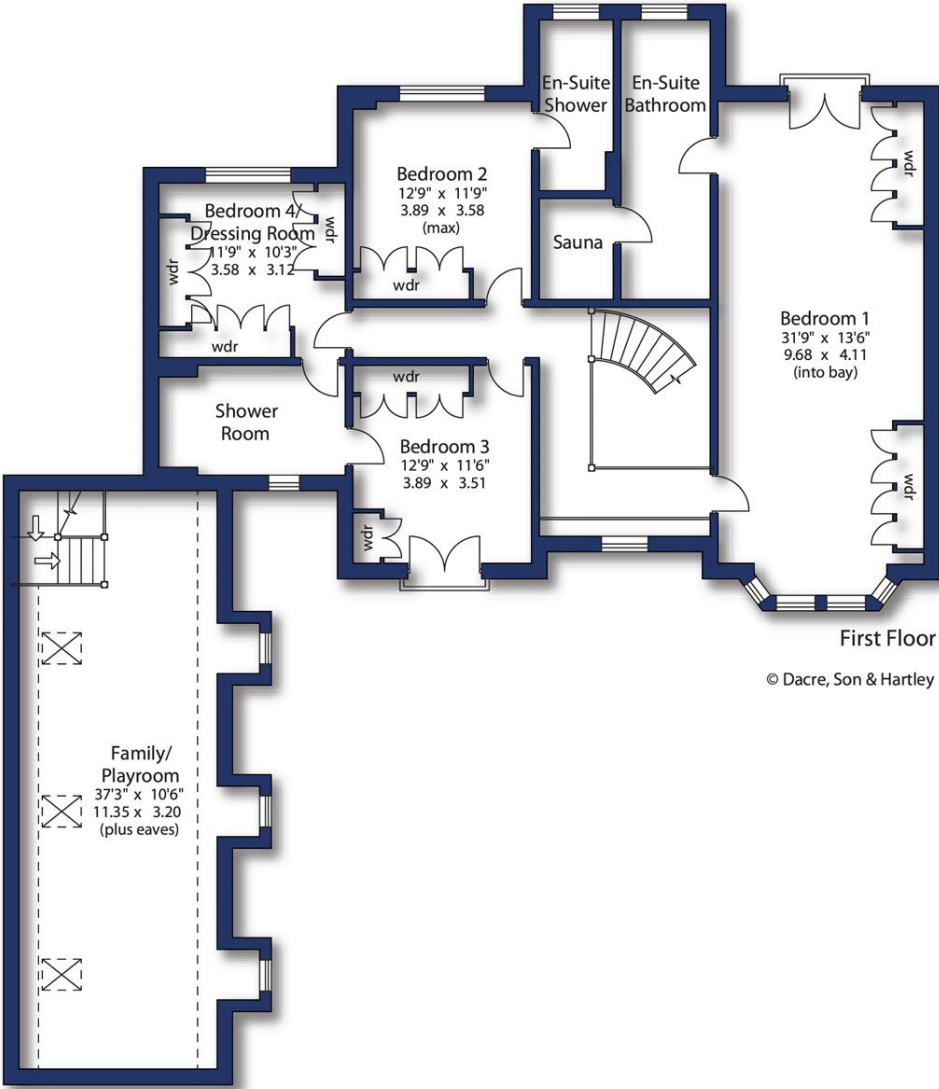 En-Suite
Shower
En-Suite
Bathroom
Bedroom 2
12'9" x 11'9"
3.89 x 3.58
(max)
wdr
wdr
Bedroom 4/
Dressing Room
11'9" x 10'3"
3.58 x 3.12
wdr
wdr
wdr
Sauna
Bedroom 1
31'9" x 13'6"
9.68 x 4.11
(into bay)
wdr
Shower
Room
wdr
Bedroom 3
12'9" x 11'6"
3.89 x 3.51
wdr
First Floor
© Dacre, Son & Hartley
Family/
Playroom
37'3" x 10'6"
11.35 x 3.20
(plus eaves)